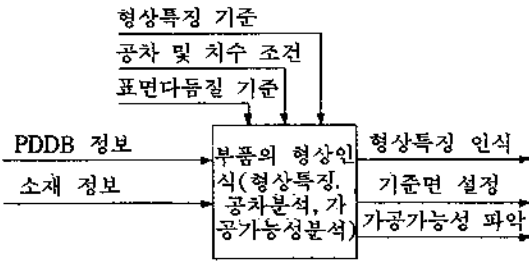 형상특징 기준
공차 및 치수 조건
표면다듬질 기준
PDDB 정보
소재 정보
부품의 형상인
식(형상특징,
공차분석, 가
공가능성분석)
형상특징 인식
기준면 설정
가공가능성 파악